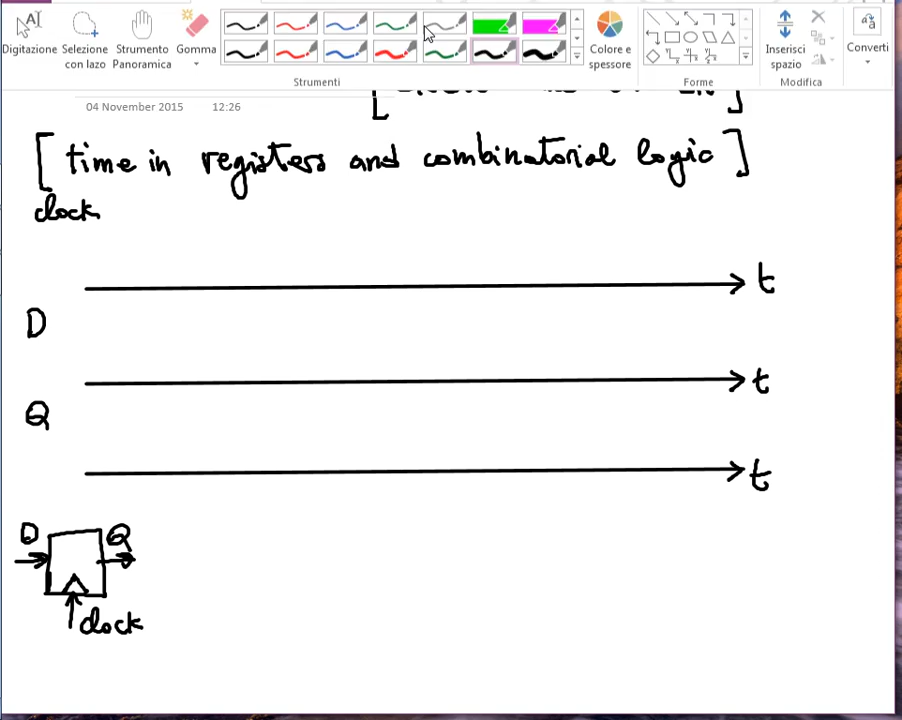 Digitazione
Selezione con lazo
Strumento Panoramica
Gomma
Colore e spessore
Inserisci spazio
Converti
Strumenti
Forme
Modifica
04 November 2015 12:26
[time in registers and combinatorial logic]
clock
t
D
t
Q
t
D Q
clock